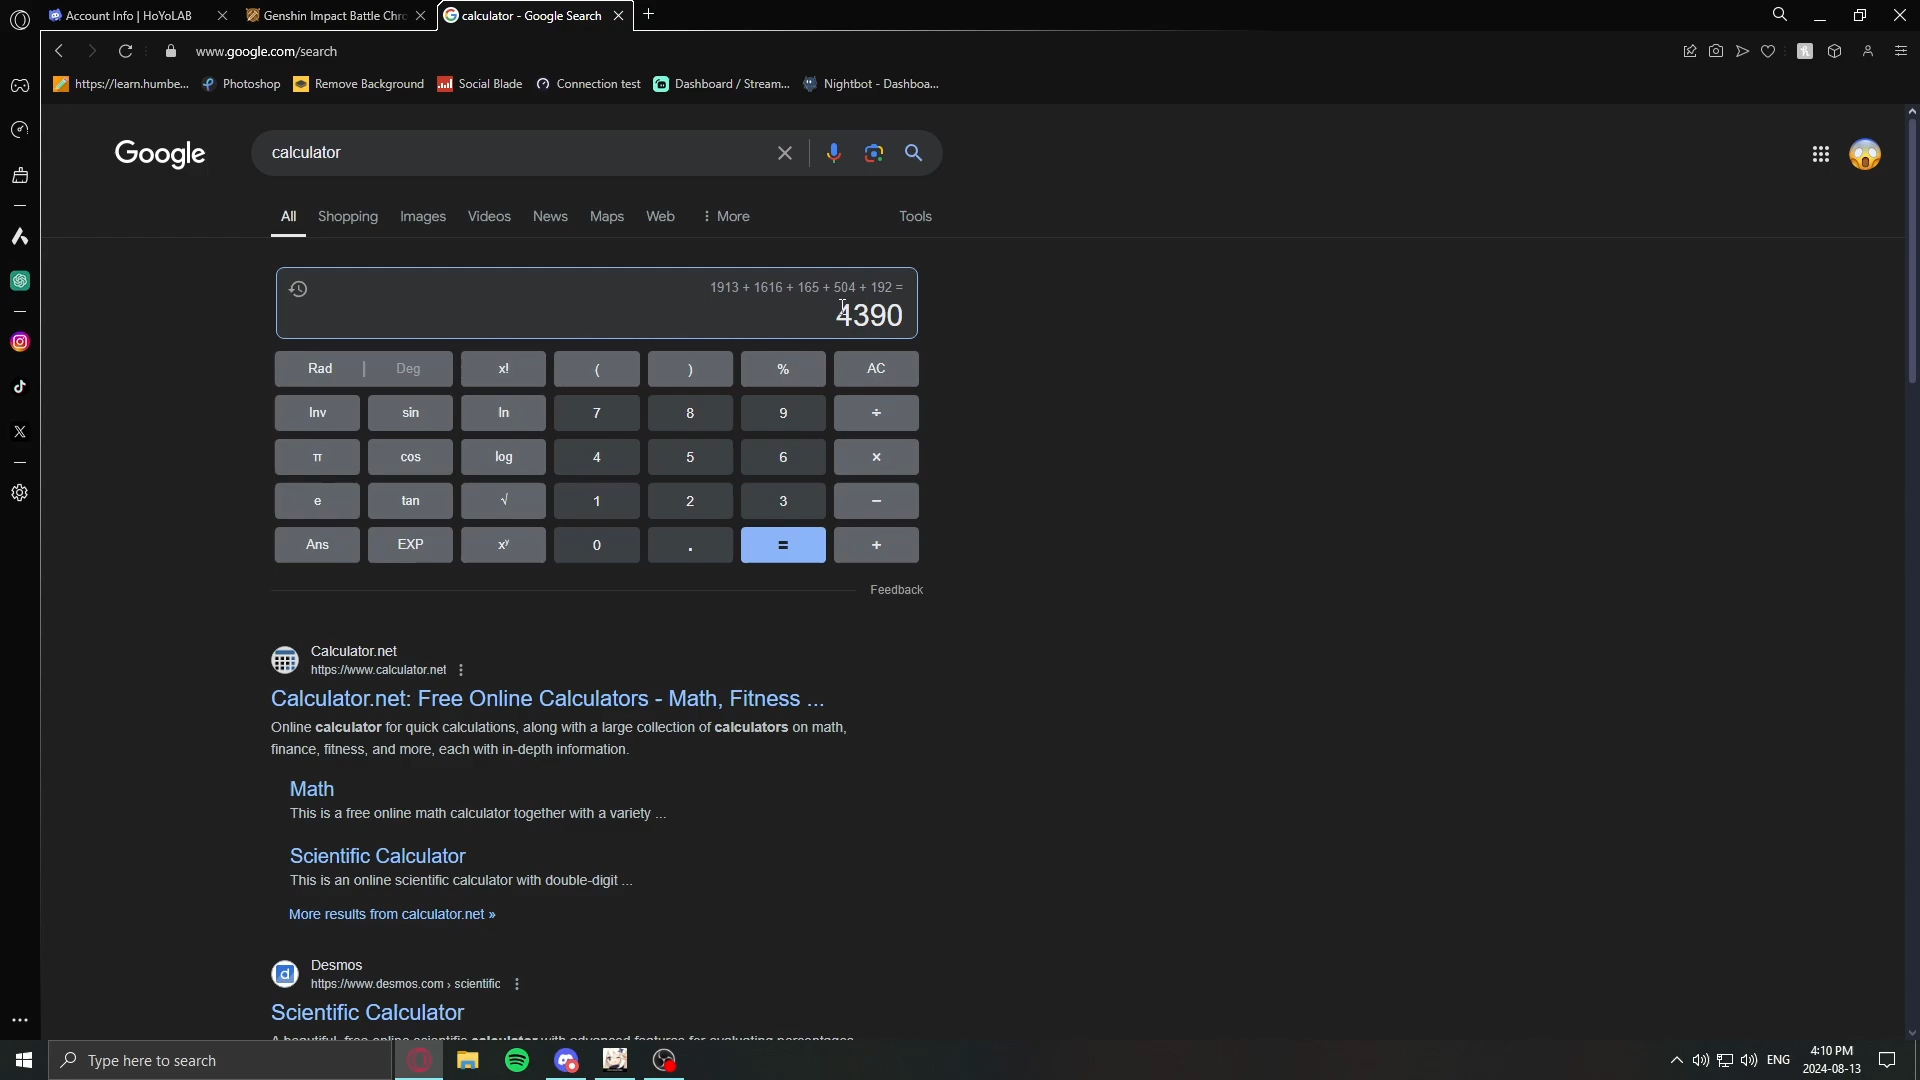 Account Info | HoYoLAB
Genshin Impact Battle Chro
calculator - Google Search
www.google.com/search
https://learn.humbe...
Photoshop
Remove Background
Social Blade
Connection test
Dashboard / Stream...
Nightbot - Dashboa...
Google
calculator
All
Shopping
Images
Videos
News
Maps
Web
More
Tools
1913 + 1616 + 165 + 504 + 192 =
4390
Rad | Deg
x!
(
)
%
AC
Inv
sin
ln
7
8
9
÷
π
cos
log
4
5
6
×
e
tan
√
1
2
3
−
Ans
EXP
xʸ
0
.
=
+
Feedback
Calculator.net
https://www.calculator.net
Calculator.net: Free Online Calculators - Math, Fitness ...
Online calculator for quick calculations, along with a large collection of calculators on math,
finance, fitness, and more, each with in-depth information.
Math
This is a free online math calculator together with a variety ...
Scientific Calculator
This is an online scientific calculator with double-digit ...
More results from calculator.net »
Desmos
https://www.desmos.com › scientific
Scientific Calculator
Type here to search
ENG
4:10 PM
2024-08-13